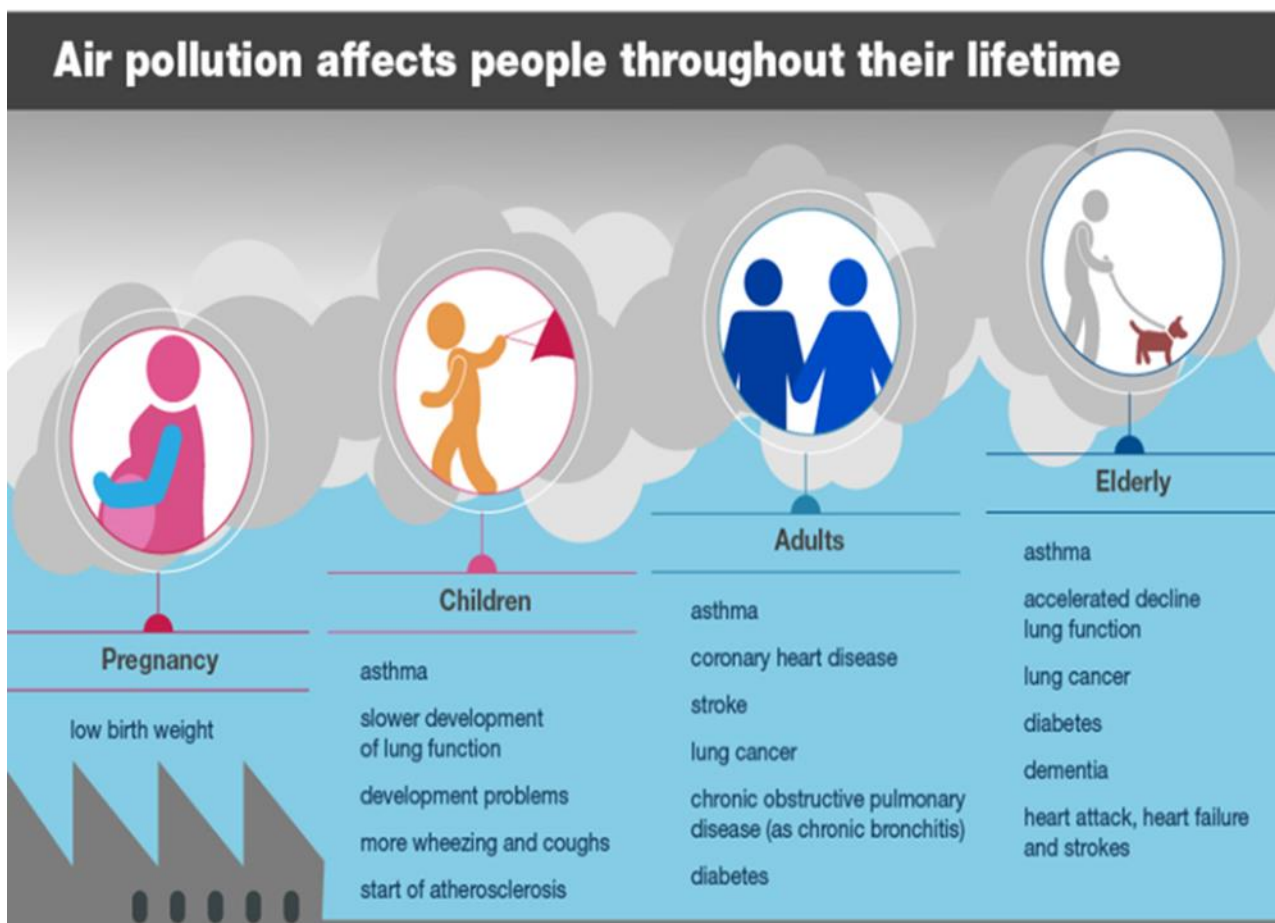 Air pollution affects people throughout their lifetime
Pregnancy
low birth weight
Children
asthma
slower development
of lung function
development problems
more wheezing and coughs
start of atherosclerosis
Adults
asthma
coronary heart disease
stroke
lung cancer
chronic obstructive pulmonary
disease (as chronic bronchitis)
diabetes
Elderly
asthma
accelerated decline
lung function
lung cancer
diabetes
dementia
heart attack, heart failure
and strokes